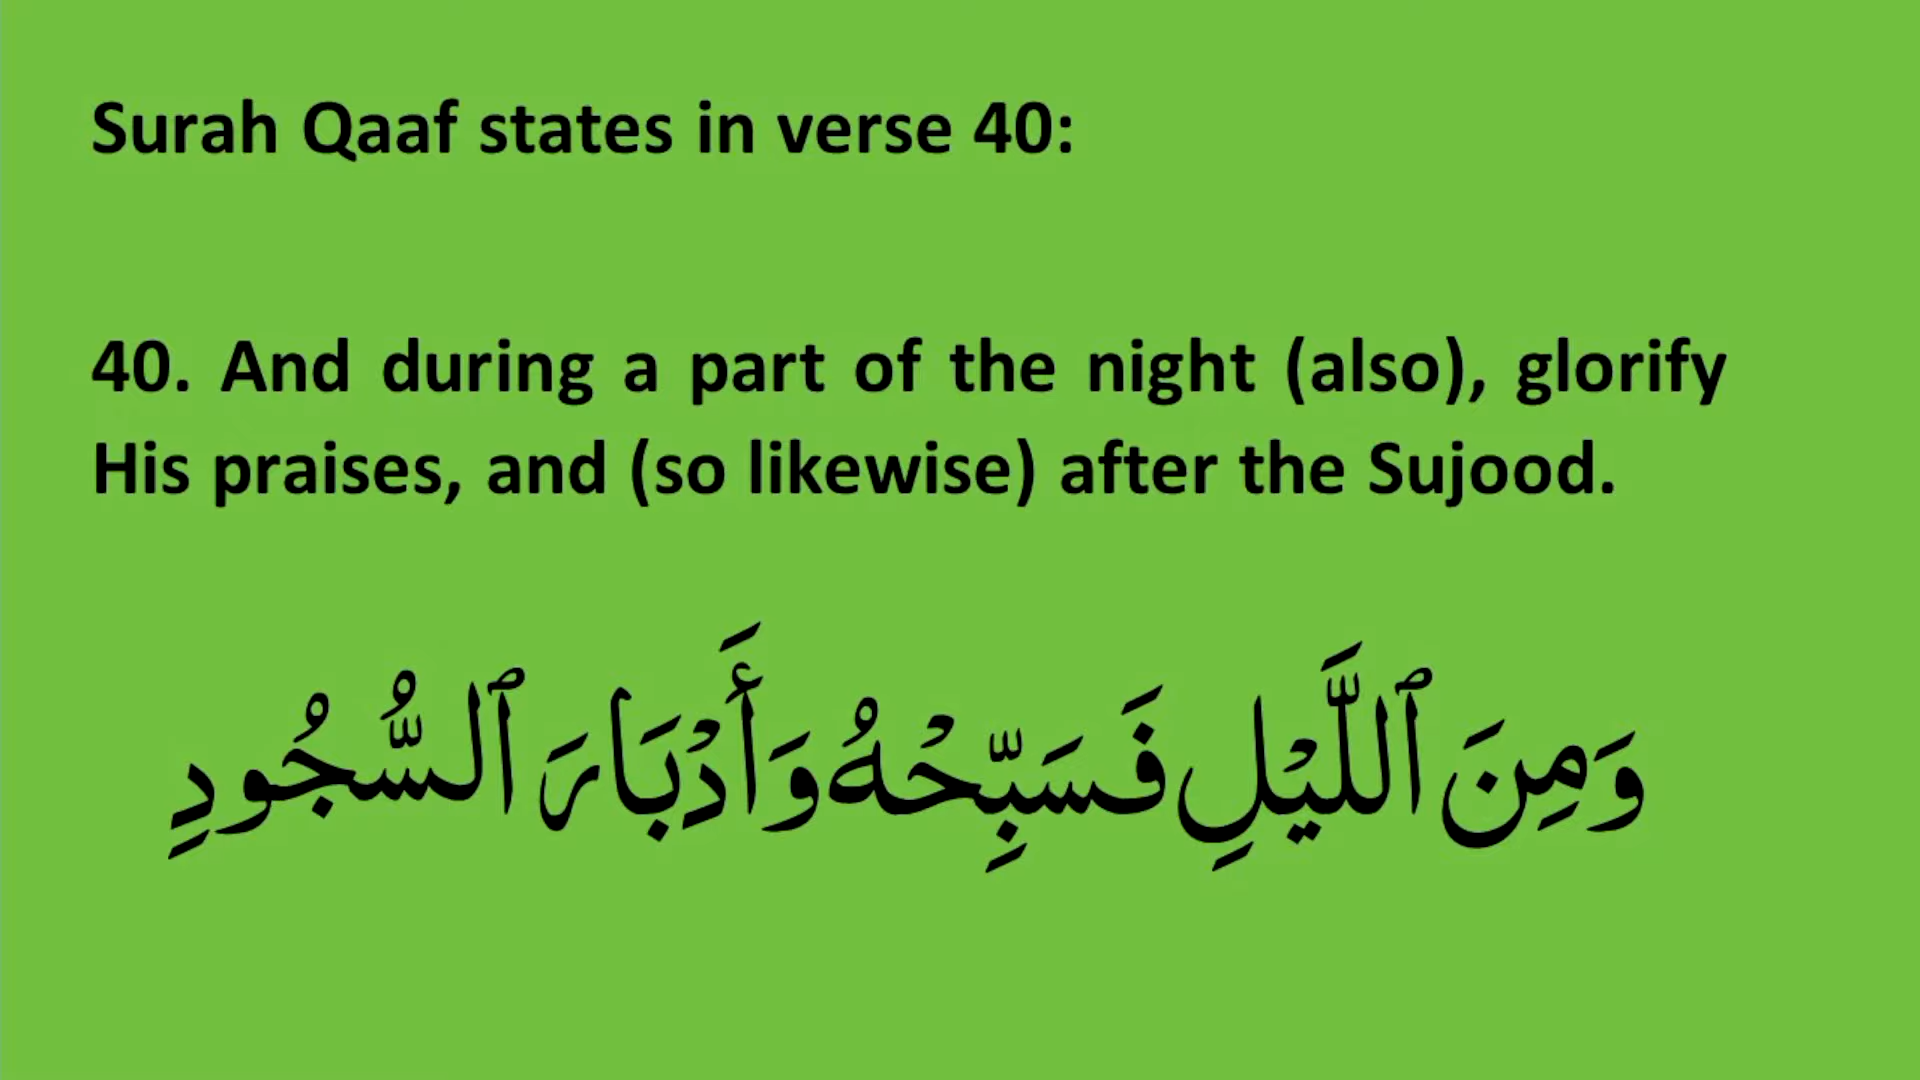 Surah Qaaf states in verse 40:
40. And during a part of the night (also), glorify
His praises, and (so likewise) after the Sujood.
وَمِنَ ٱللَّيْلِ فَسَبِّحْهُ وَأَدْبَارَ ٱلسُّجُودِ